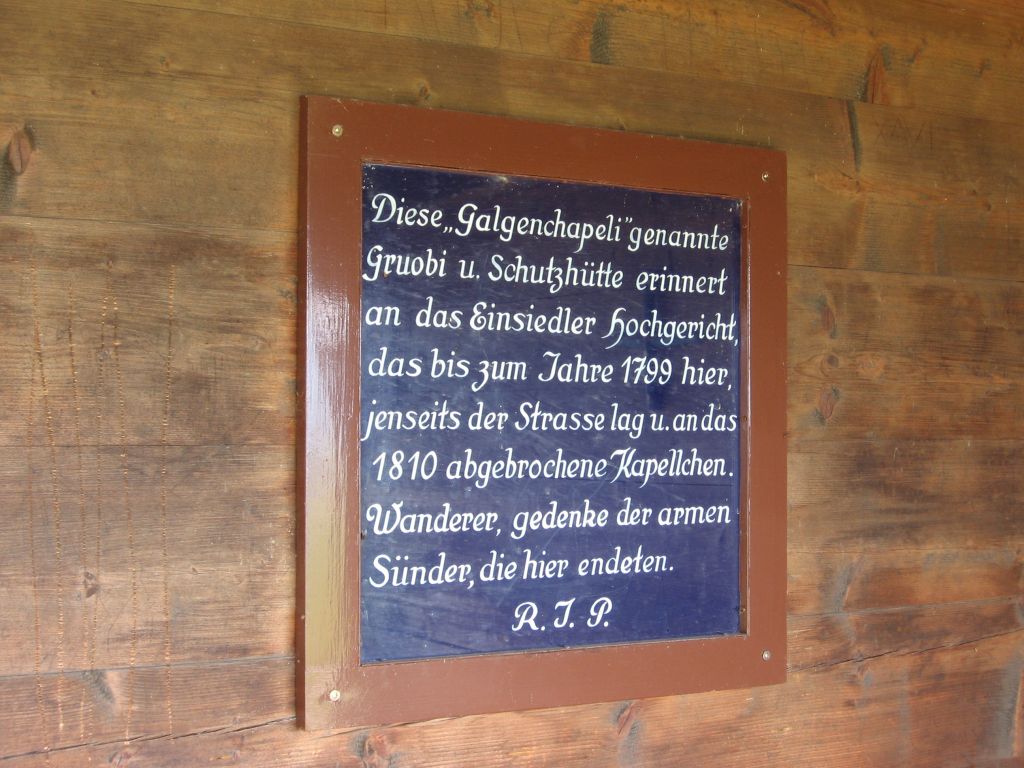 Diese „Galgenchapeli” genannte
Gruobi u. Schutzhütte erinnert
an das Einsiedler Hochgericht,
das bis zum Jahre 1799 hier,
jenseits der Strasse lag u. an das
1810 abgebrochene Kapellchen.
Wanderer, gedenke der armen
Sünder, die hier endeten.
R. I. P.